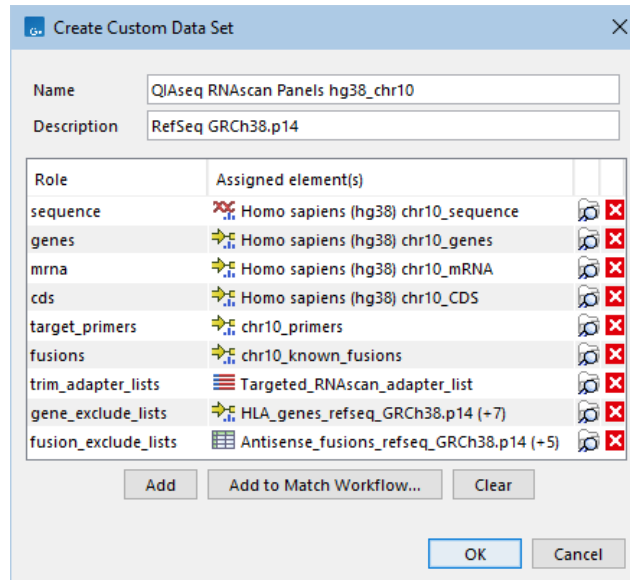 Create Custom Data Set
Name QIAseq RNAscan Panels hg38_chr10
Description RefSeq GRCh38.p14
Role Assigned element(s)
sequence Homo sapiens (hg38) chr10_sequence
genes Homo sapiens (hg38) chr10_genes
mrna Homo sapiens (hg38) chr10_mRNA
cds Homo sapiens (hg38) chr10_CDS
target_primers chr10_primers
fusions chr10_known_fusions
trim_adapter_lists Targeted_RNAscan_adapter_list
gene_exclude_lists HLA_genes_refseq_GRCh38.p14 (+7)
fusion_exclude_lists Antisense_fusions_refseq_GRCh38.p14 (+5)
Add Add to Match Workflow... Clear
OK Cancel